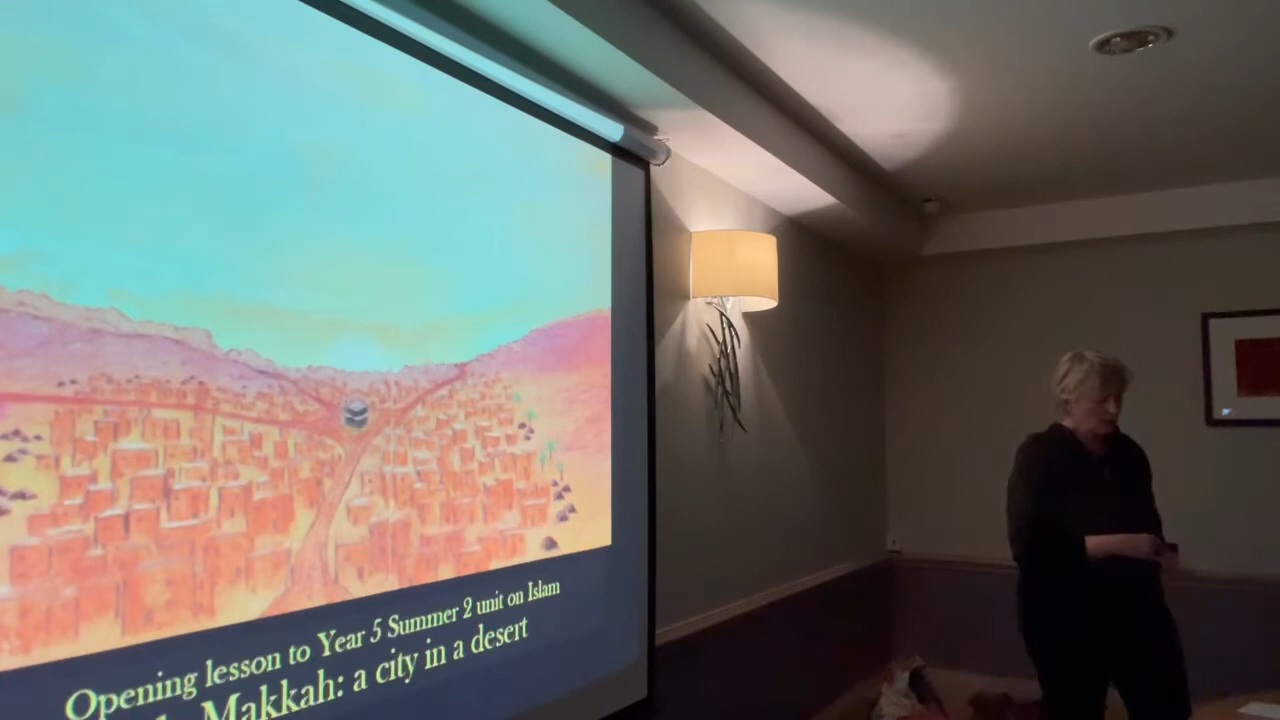 Opening lesson to Year 5 Summer 2 unit on Islam
Makkah: a city in a desert